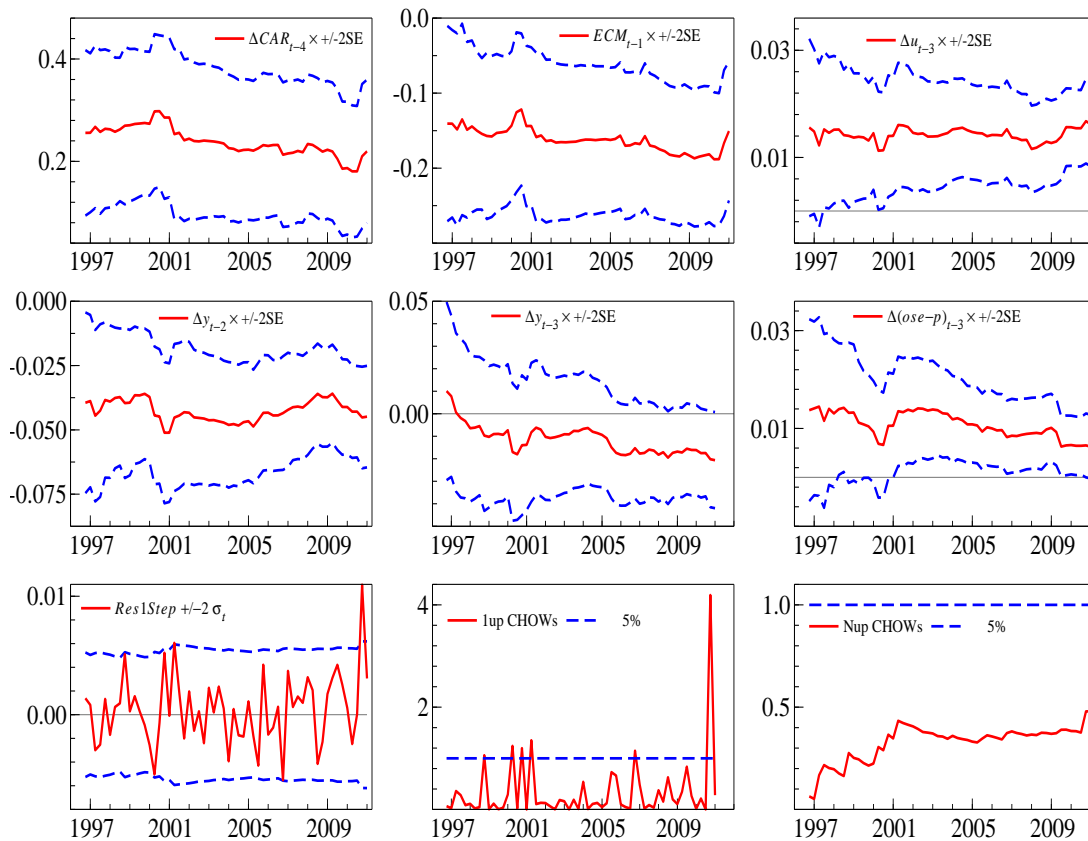 ΔCAR_{t−4} × +/-2SE
0.4
0.2
1997 2001 2005 2009
0.0
ECM_{t−1} × +/-2SE
-0.1
-0.2
1997 2001 2005 2009
0.03
Δu_{t−3} × +/-2SE
0.01
1997 2001 2005 2009
0.000
Δy_{t−2} × +/-2SE
-0.025
-0.050
-0.075
1997 2001 2005 2009
0.05
Δy_{t−3} × +/-2SE
0.00
1997 2001 2005 2009
Δ(ose−p)_{t−3} × +/-2SE
0.03
0.01
1997 2001 2005 2009
0.01
Res1Step +/-2 σ_t
0.00
1997 2001 2005 2009
4
1up CHOWs 5%
2
1997 2001 2005 2009
1.0
Nup CHOWs 5%
0.5
1997 2001 2005 2009